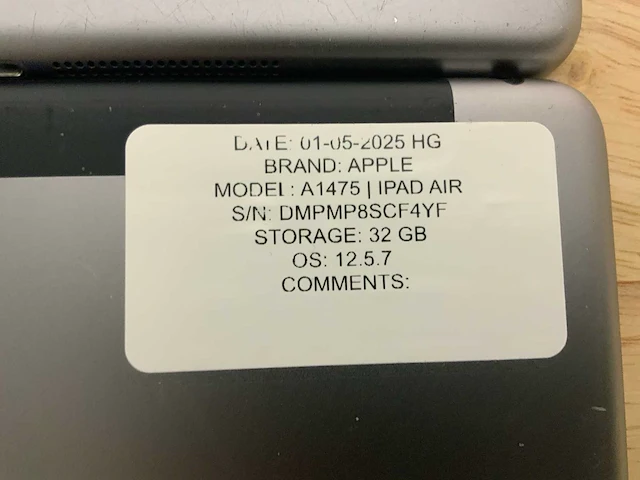 DATE: 01-05-2025 HG
BRAND: APPLE
MODEL: A1475 | IPAD AIR
S/N: DMPMP8SCF4YF
STORAGE: 32 GB
OS: 12.5.7
COMMENTS: